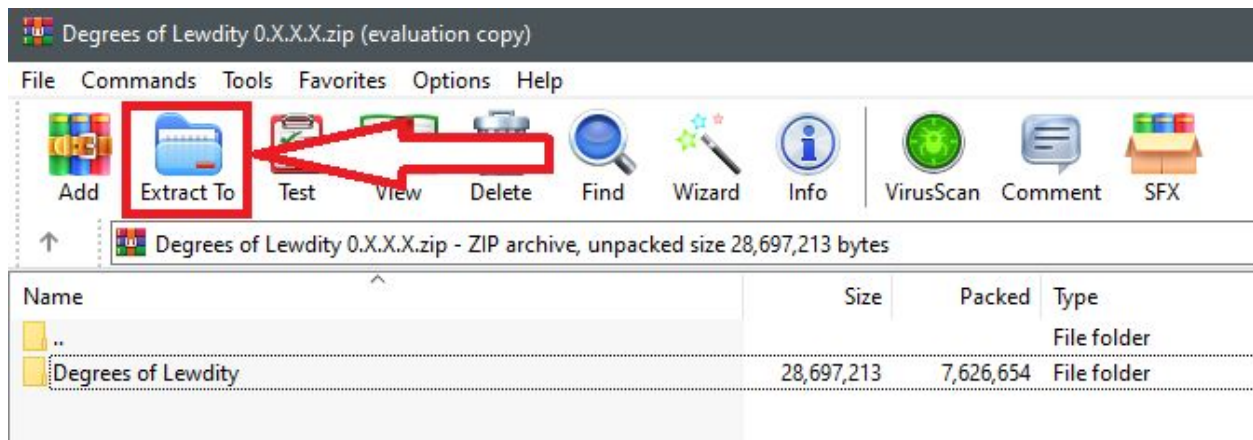 Degrees of Lewdity 0.X.X.X.zip (evaluation copy)
File Commands Tools Favorites Options Help
Add Extract To Test View Delete Find Wizard Info VirusScan Comment SFX
Degrees of Lewdity 0.X.X.X.zip - ZIP archive, unpacked size 28,697,213 bytes
Name Size Packed Type
.. File folder
Degrees of Lewdity 28,697,213 7,626,654 File folder